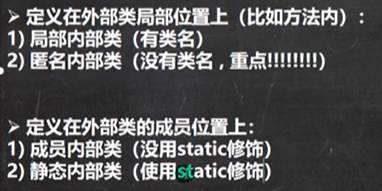 ➢ 定义在外部类局部位置上（比如方法内）：
1) 局部内部类（有类名）
2) 匿名内部类（没有类名，重点!!!!!!!!）
➢ 定义在外部类的成员位置上：
1) 成员内部类（没用static修饰）
2) 静态内部类（使用static修饰）